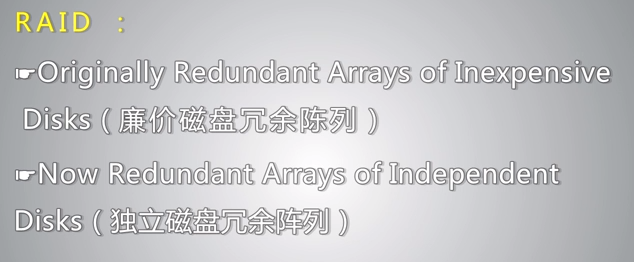 RAID ：
☛Originally Redundant Arrays of Inexpensive
Disks（廉价磁盘冗余陈列）
☛Now Redundant Arrays of Independent
Disks（独立磁盘冗余阵列）